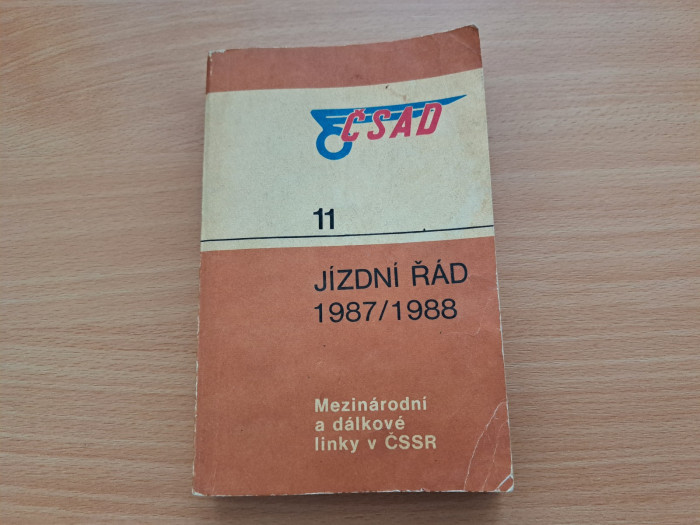 ČSAD
11
JÍZDNÍ ŘÁD
1987/1988
Mezinárodní
a dálkové
linky v ČSSR